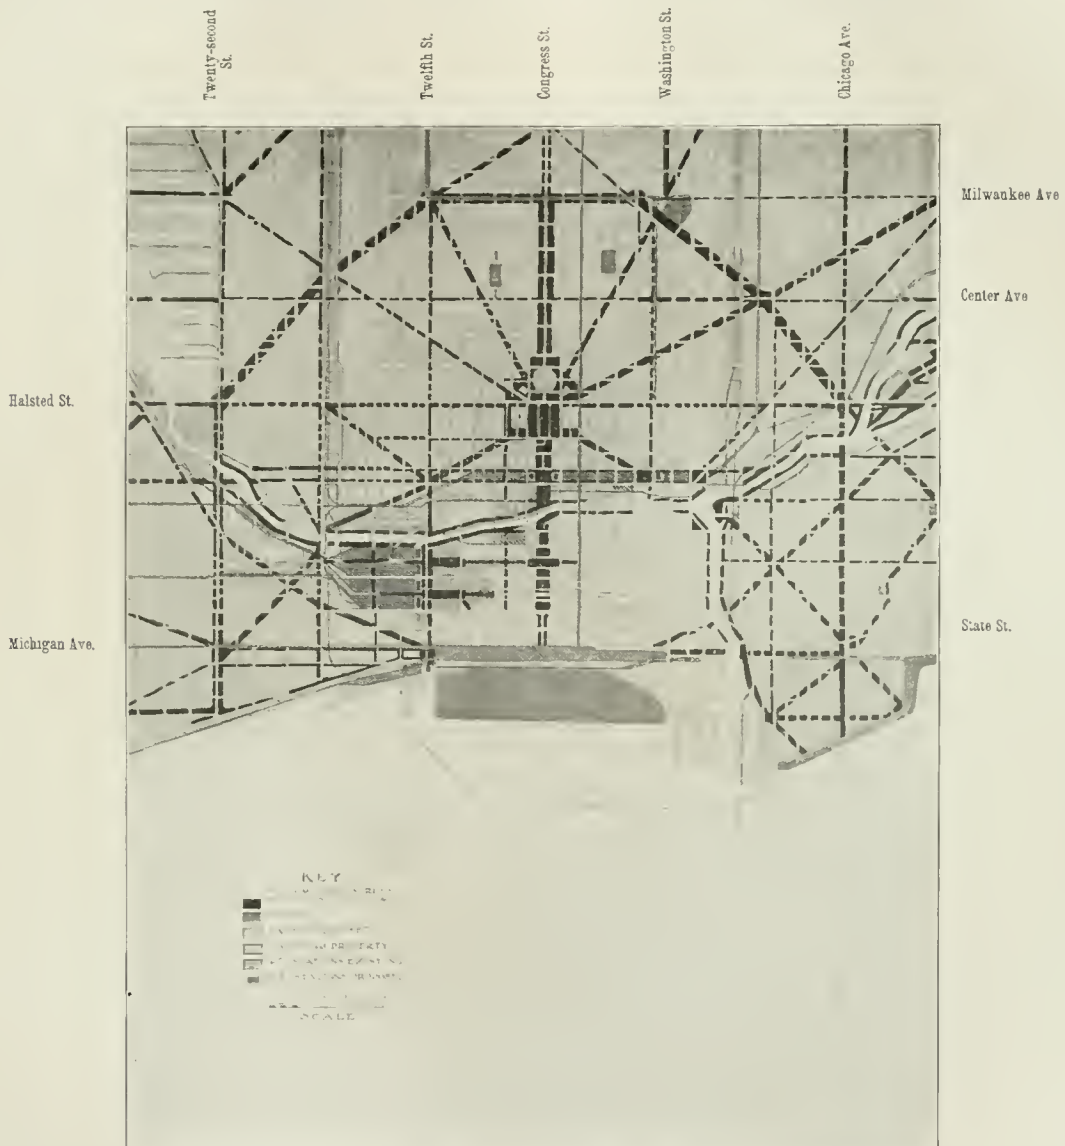 Twenty-second
St.
Twelfth St.
Congress St.
Washington St.
Chicago Ave.
Milwaukee Ave
Center Ave
Halsted St.
Michigan Ave.
State St.
KEY
PROPERTY
SCALE